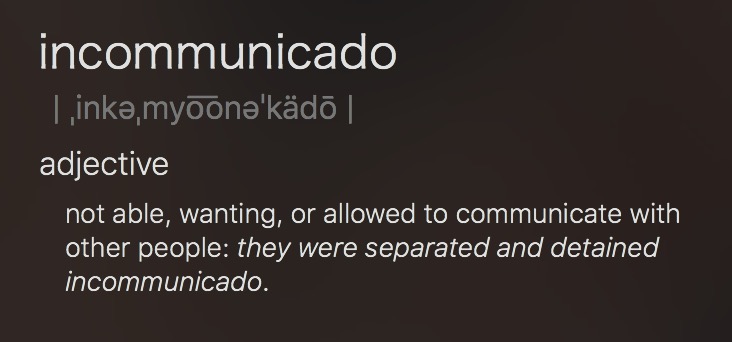 incommunicado
| ˌinkəˌmyo͞onəˈkädō |
adjective
not able, wanting, or allowed to communicate with
other people: they were separated and detained
incommunicado.